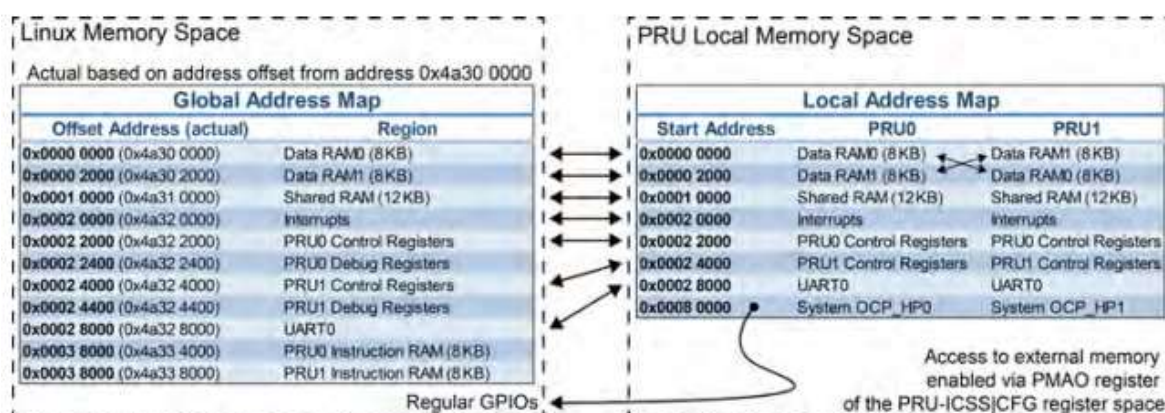 Linux Memory Space
Actual based on address offset from address 0x4a30 0000
Global Address Map
Offset Address (actual) Region
0x0000 0000 (0x4a30 0000) Data RAM0 (8KB)
0x0000 2000 (0x4a30 2000) Data RAM1 (8KB)
0x0001 0000 (0x4a31 0000) Shared RAM (12KB)
0x0002 0000 (0x4a32 0000) Interrupts
0x0002 2000 (0x4a32 2000) PRU0 Control Registers
0x0002 2400 (0x4a32 2400) PRU0 Debug Registers
0x0002 4000 (0x4a32 4000) PRU1 Control Registers
0x0002 4400 (0x4a32 4400) PRU1 Debug Registers
0x0002 8000 (0x4a32 8000) UART0
0x0003 8000 (0x4a33 4000) PRU0 Instruction RAM (8KB)
0x0003 8000 (0x4a33 8000) PRU1 Instruction RAM (8KB)
Regular GPIOs
PRU Local Memory Space
Local Address Map
Start Address PRU0 PRU1
0x0000 0000 Data RAM0 (8KB) Data RAM1 (8KB)
0x0000 2000 Data RAM1 (8KB) Data RAM0 (8KB)
0x0001 0000 Shared RAM (12KB) Shared RAM (12KB)
0x0002 0000 Interrupts Interrupts
0x0002 2000 PRU0 Control Registers PRU0 Control Registers
0x0002 4000 PRU1 Control Registers PRU1 Control Registers
0x0002 8000 UART0 UART0
0x0008 0000 System OCP_HP0 System OCP_HP1
Access to external memory
enabled via PMAO register
of the PRU-ICSS|CFG register space